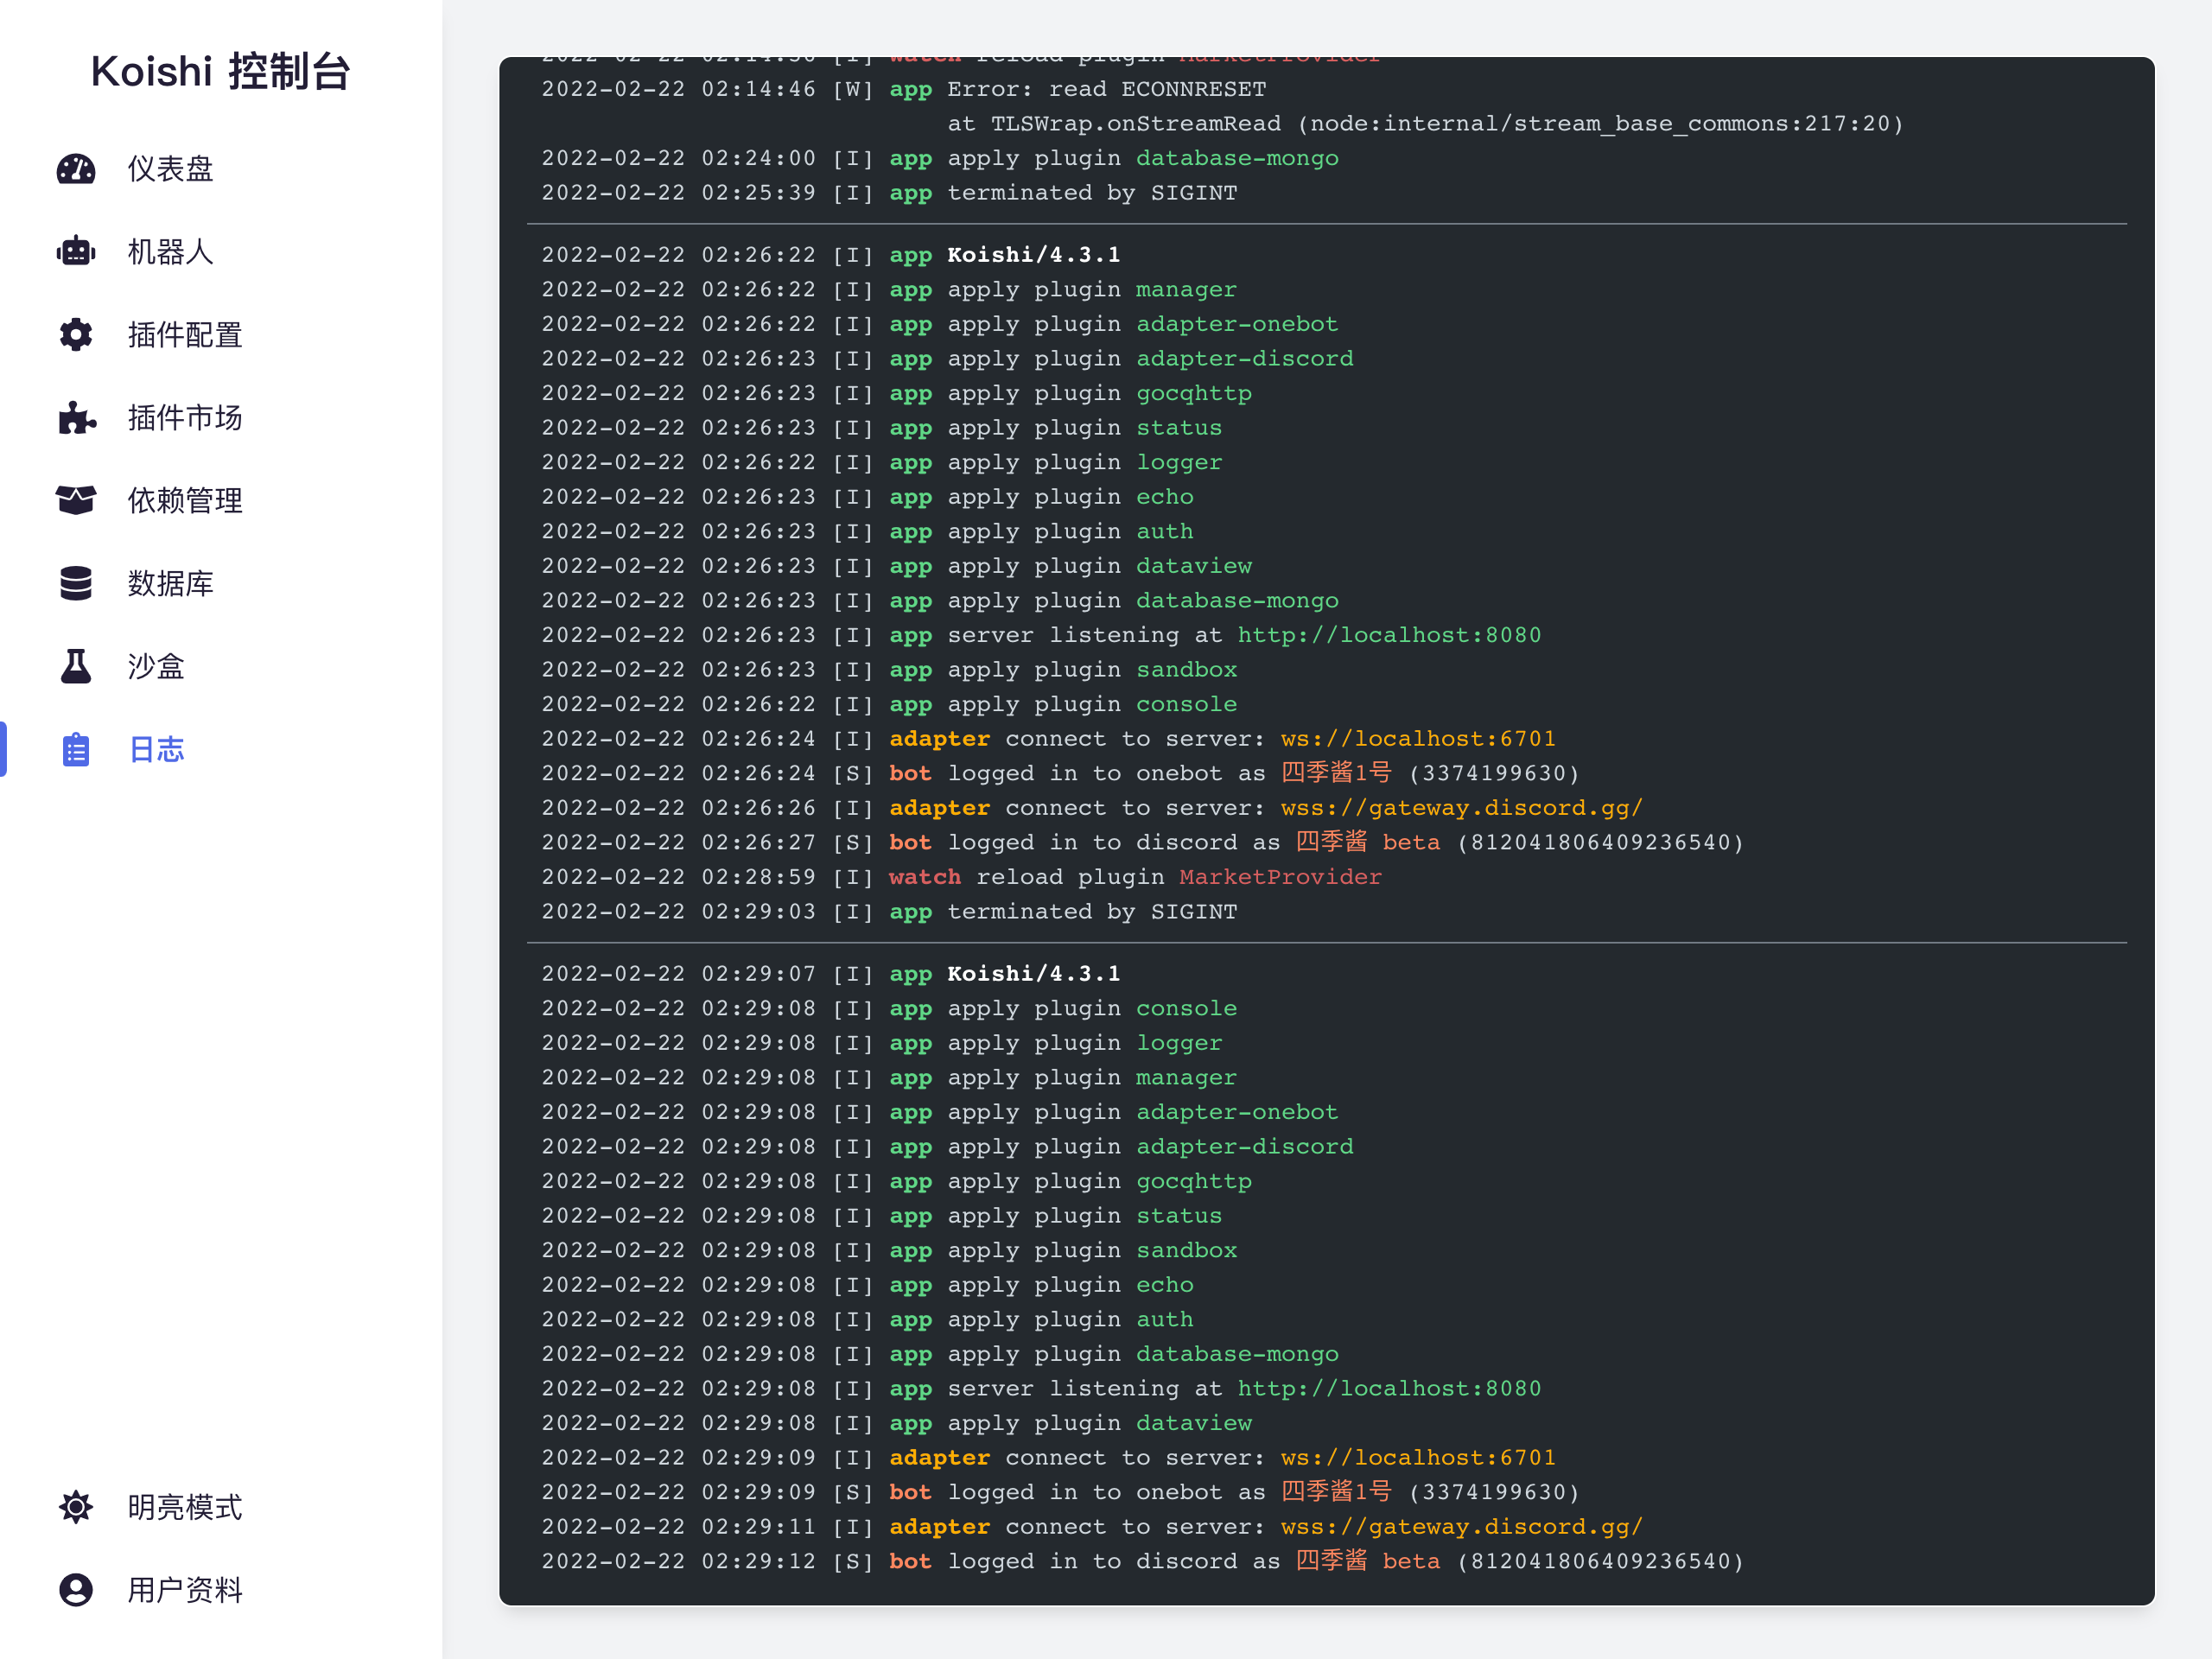 Koishi 控制台
仪表盘
机器人
插件配置
插件市场
依赖管理
数据库
沙盒
日志
明亮模式
用户资料
reload plugin MarketProvider
2022-02-22 02:14:46 [W] app Error: read ECONNRESET
at TLSWrap.onStreamRead (node:internal/stream_base_commons:217:20)
2022-02-22 02:24:00 [I] app apply plugin database-mongo
2022-02-22 02:25:39 [I] app terminated by SIGINT
2022-02-22 02:26:22 [I] app Koishi/4.3.1
2022-02-22 02:26:22 [I] app apply plugin manager
2022-02-22 02:26:22 [I] app apply plugin adapter-onebot
2022-02-22 02:26:23 [I] app apply plugin adapter-discord
2022-02-22 02:26:23 [I] app apply plugin gocqhttp
2022-02-22 02:26:23 [I] app apply plugin status
2022-02-22 02:26:22 [I] app apply plugin logger
2022-02-22 02:26:23 [I] app apply plugin echo
2022-02-22 02:26:23 [I] app apply plugin auth
2022-02-22 02:26:23 [I] app apply plugin dataview
2022-02-22 02:26:23 [I] app apply plugin database-mongo
2022-02-22 02:26:23 [I] app server listening at http://localhost:8080
2022-02-22 02:26:23 [I] app apply plugin sandbox
2022-02-22 02:26:22 [I] app apply plugin console
2022-02-22 02:26:24 [I] adapter connect to server: ws://localhost:6701
2022-02-22 02:26:24 [S] bot logged in to onebot as 四季酱1号 (3374199630)
2022-02-22 02:26:26 [I] adapter connect to server: wss://gateway.discord.gg/
2022-02-22 02:26:27 [S] bot logged in to discord as 四季酱 beta (812041806409236540)
2022-02-22 02:28:59 [I] watch reload plugin MarketProvider
2022-02-22 02:29:03 [I] app terminated by SIGINT
2022-02-22 02:29:07 [I] app Koishi/4.3.1
2022-02-22 02:29:08 [I] app apply plugin console
2022-02-22 02:29:08 [I] app apply plugin logger
2022-02-22 02:29:08 [I] app apply plugin manager
2022-02-22 02:29:08 [I] app apply plugin adapter-onebot
2022-02-22 02:29:08 [I] app apply plugin adapter-discord
2022-02-22 02:29:08 [I] app apply plugin gocqhttp
2022-02-22 02:29:08 [I] app apply plugin status
2022-02-22 02:29:08 [I] app apply plugin sandbox
2022-02-22 02:29:08 [I] app apply plugin echo
2022-02-22 02:29:08 [I] app apply plugin auth
2022-02-22 02:29:08 [I] app apply plugin database-mongo
2022-02-22 02:29:08 [I] app server listening at http://localhost:8080
2022-02-22 02:29:08 [I] app apply plugin dataview
2022-02-22 02:29:09 [I] adapter connect to server: ws://localhost:6701
2022-02-22 02:29:09 [S] bot logged in to onebot as 四季酱1号 (3374199630)
2022-02-22 02:29:11 [I] adapter connect to server: wss://gateway.discord.gg/
2022-02-22 02:29:12 [S] bot logged in to discord as 四季酱 beta (812041806409236540)